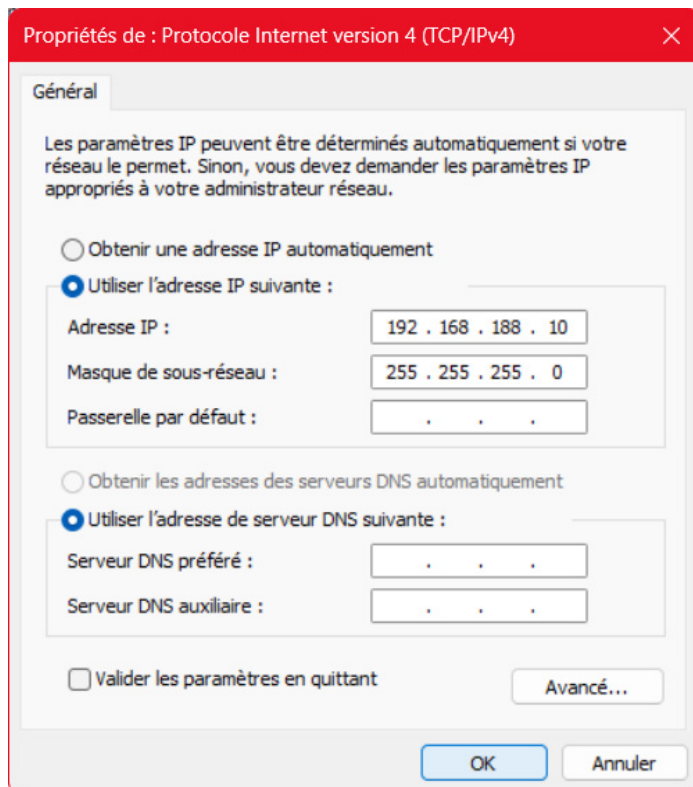 Propriétés de : Protocole Internet version 4 (TCP/IPv4)
Général
Les paramètres IP peuvent être déterminés automatiquement si votre
réseau le permet. Sinon, vous devez demander les paramètres IP
appropriés à votre administrateur réseau.
Obtenir une adresse IP automatiquement
Utiliser l'adresse IP suivante :
Adresse IP : 192 . 168 . 188 . 10
Masque de sous-réseau : 255 . 255 . 255 . 0
Passerelle par défaut : . . .
Obtenir les adresses des serveurs DNS automatiquement
Utiliser l'adresse de serveur DNS suivante :
Serveur DNS préféré : . . .
Serveur DNS auxiliaire : . . .
Valider les paramètres en quittant
Avancé...
OK Annuler